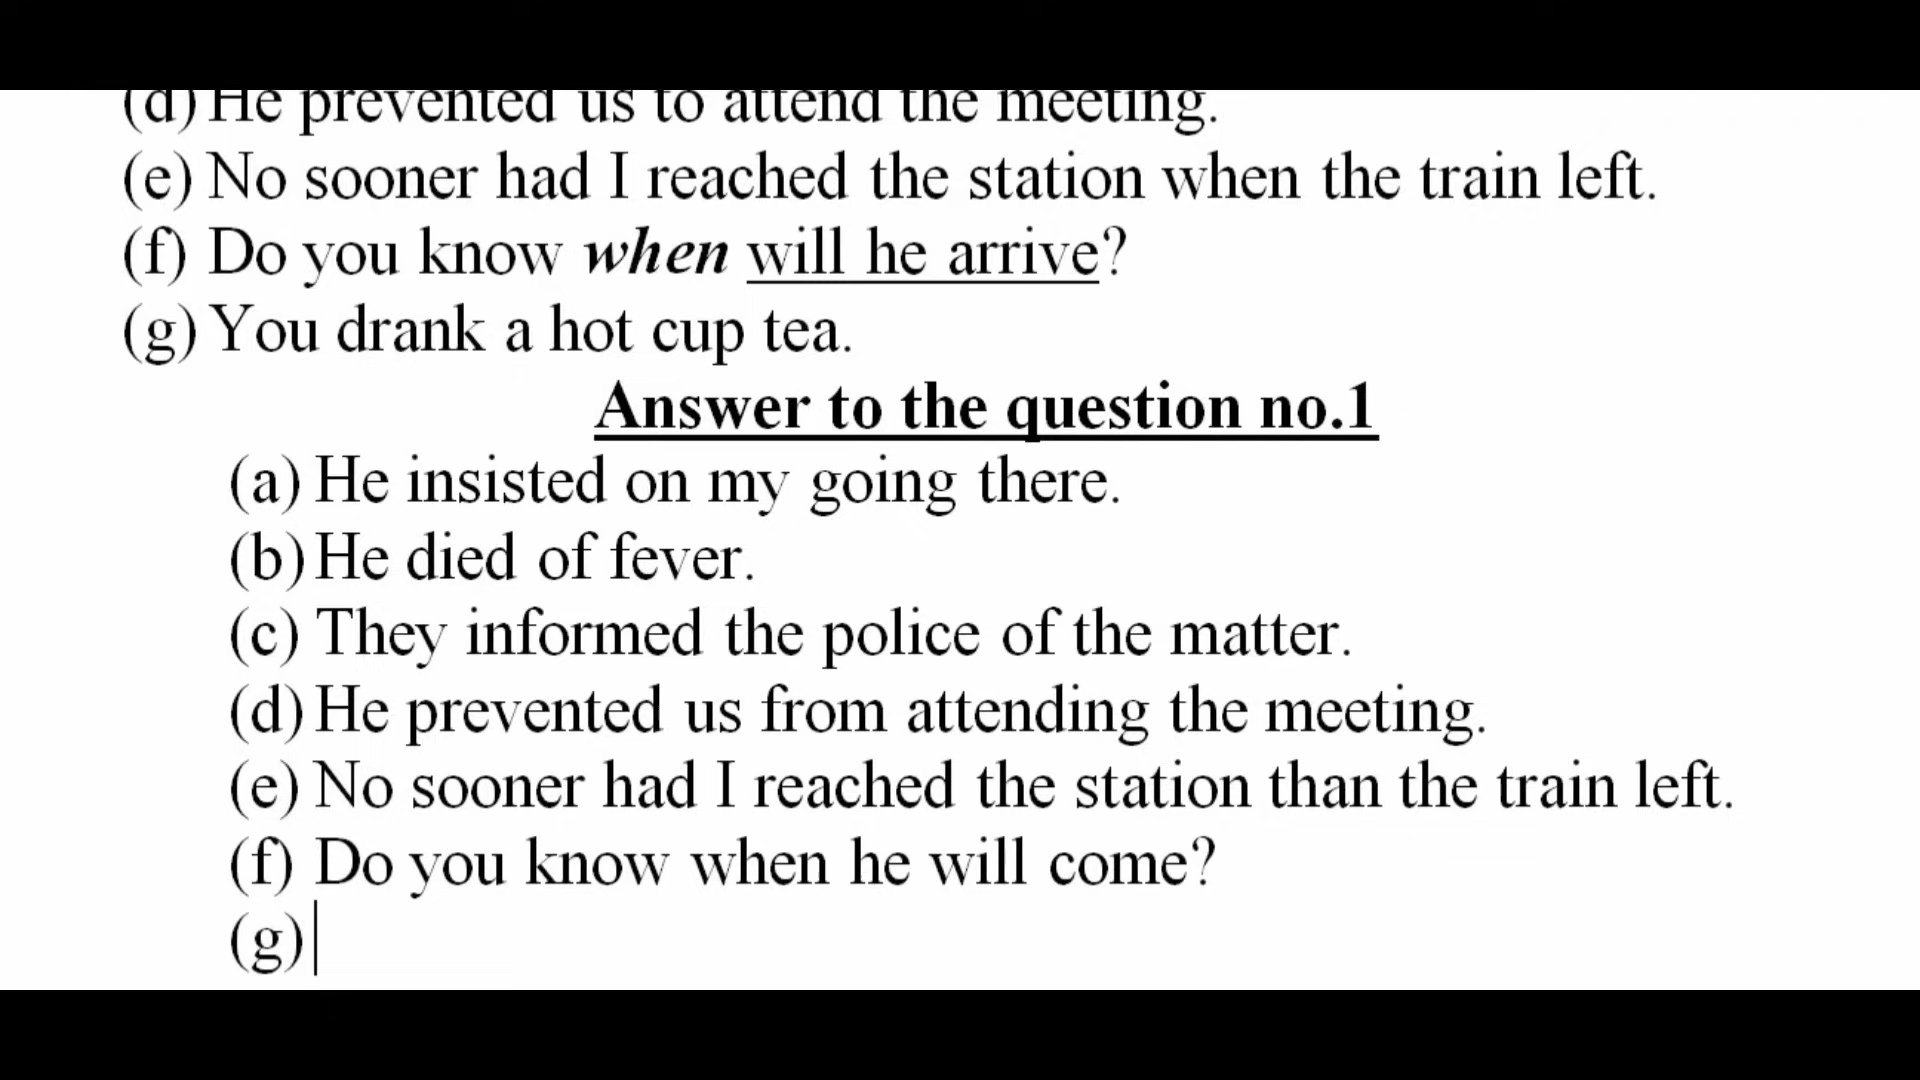 (d) He prevented us to attend the meeting.
(e) No sooner had I reached the station when the train left.
(f) Do you know when will he arrive?
(g) You drank a hot cup tea.
Answer to the question no.1
(a) He insisted on my going there.
(b) He died of fever.
(c) They informed the police of the matter.
(d) He prevented us from attending the meeting.
(e) No sooner had I reached the station than the train left.
(f) Do you know when he will come?
(g)